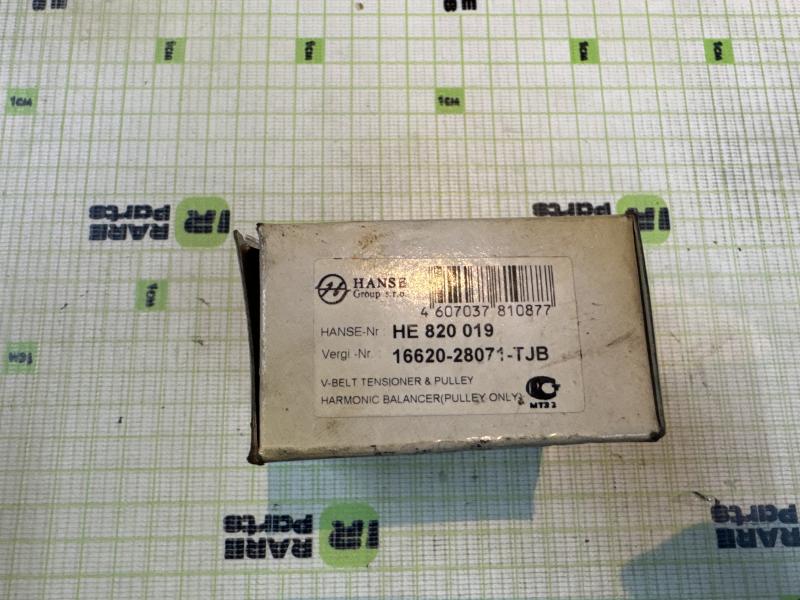 1CM
1CM
1CM
1CM
1CM
1CM
RARE
Parts
RARE
Parts
HANSE
Group s.r.o.
4 607037 810877
HANSE-Nr :
HE 820 019
Vergl.-Nr. :
16620-28071-TJB
V-BELT TENSIONER & PULLEY
HARMONIC BALANCER(PULLEY ONLY)
1CM
1CM
RARE
Parts
RARE
Parts